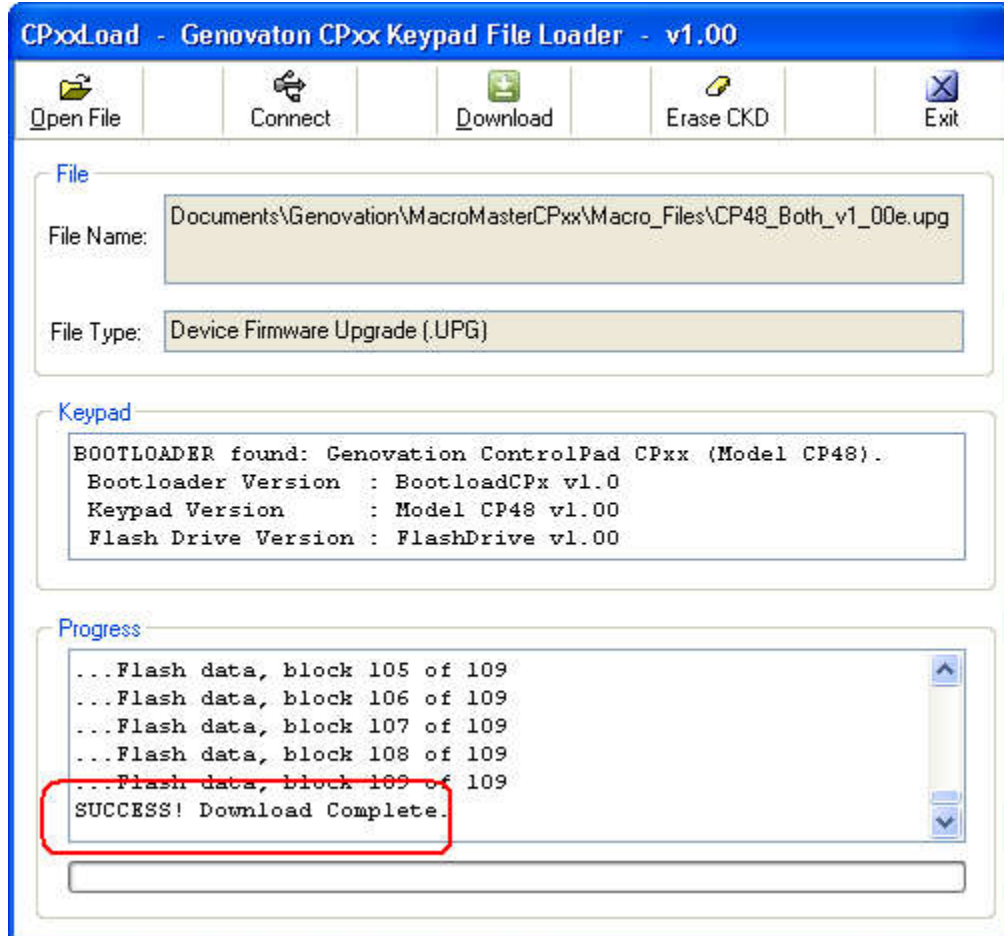 CPxxLoad - Genovaton CPxx Keypad File Loader - v1.00
Open File Connect Download Erase CKD Exit
File
File Name: Documents\Genovation\MacroMasterCPxx\Macro_Files\CP48_Both_v1_00e.upg
File Type: Device Firmware Upgrade (.UPG)
Keypad
BOOTLOADER found: Genovation ControlPad CPxx (Model CP48).
Bootloader Version : BootloadCPx v1.0
Keypad Version : Model CP48 v1.00
Flash Drive Version : FlashDrive v1.00
Progress
...Flash data, block 105 of 109
...Flash data, block 106 of 109
...Flash data, block 107 of 109
...Flash data, block 108 of 109
...Flash data, block 109 of 109
SUCCESS! Download Complete.